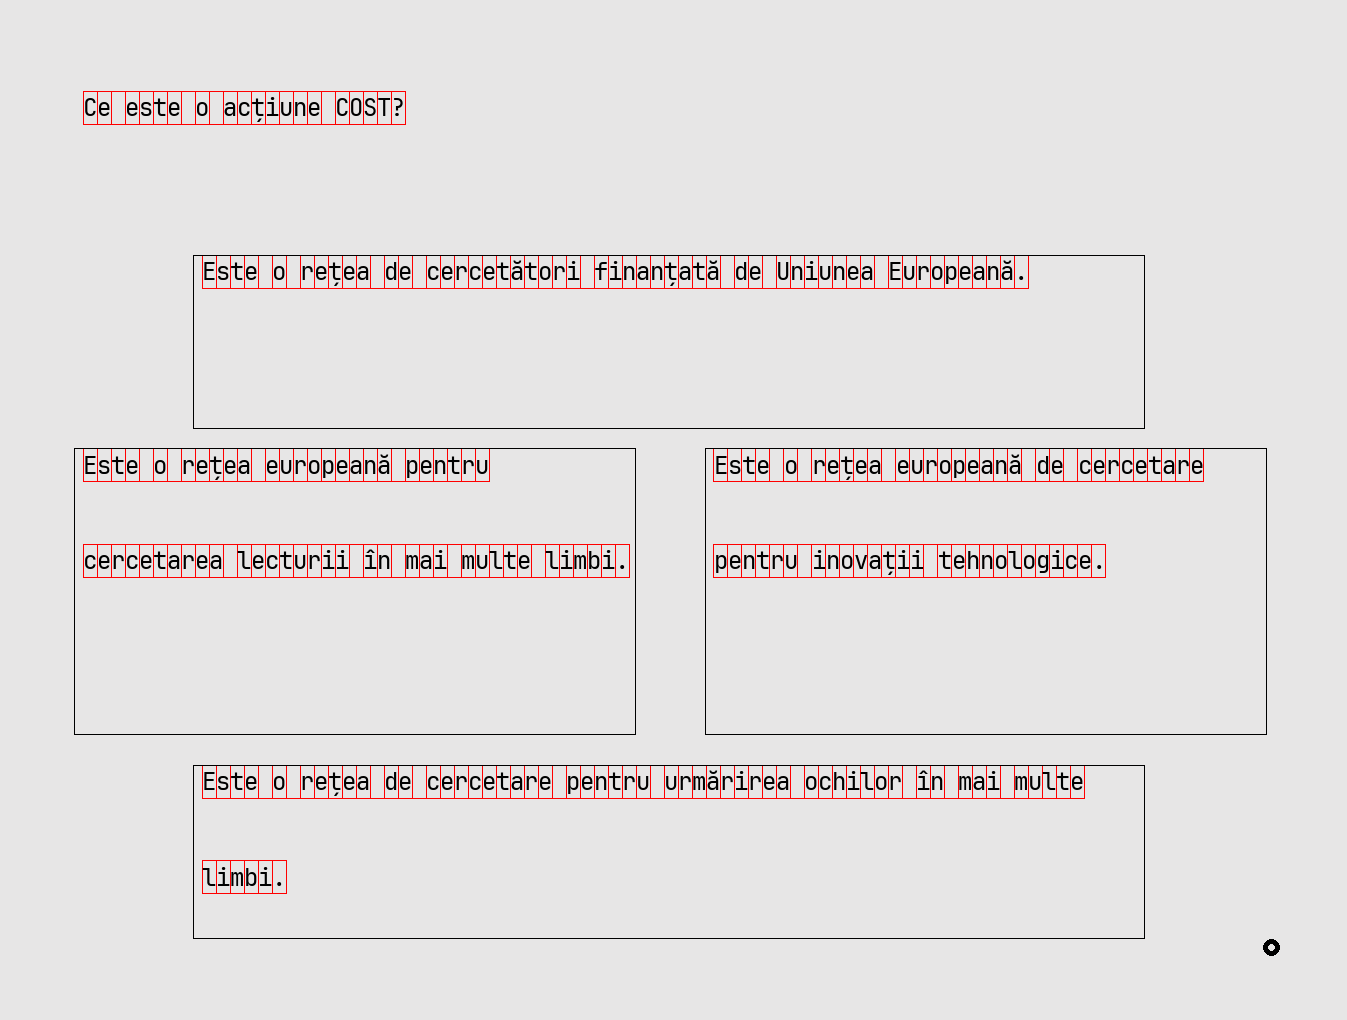 Ce este o acțiune COST?
Este o rețea de cercetători finanțată de Uniunea Europeană.
Este o rețea europeană pentru
cercetarea lecturii în mai multe limbi.
Este o rețea europeană de cercetare
pentru inovații tehnologice.
Este o rețea de cercetare pentru urmărirea ochilor în mai multe
limbi.